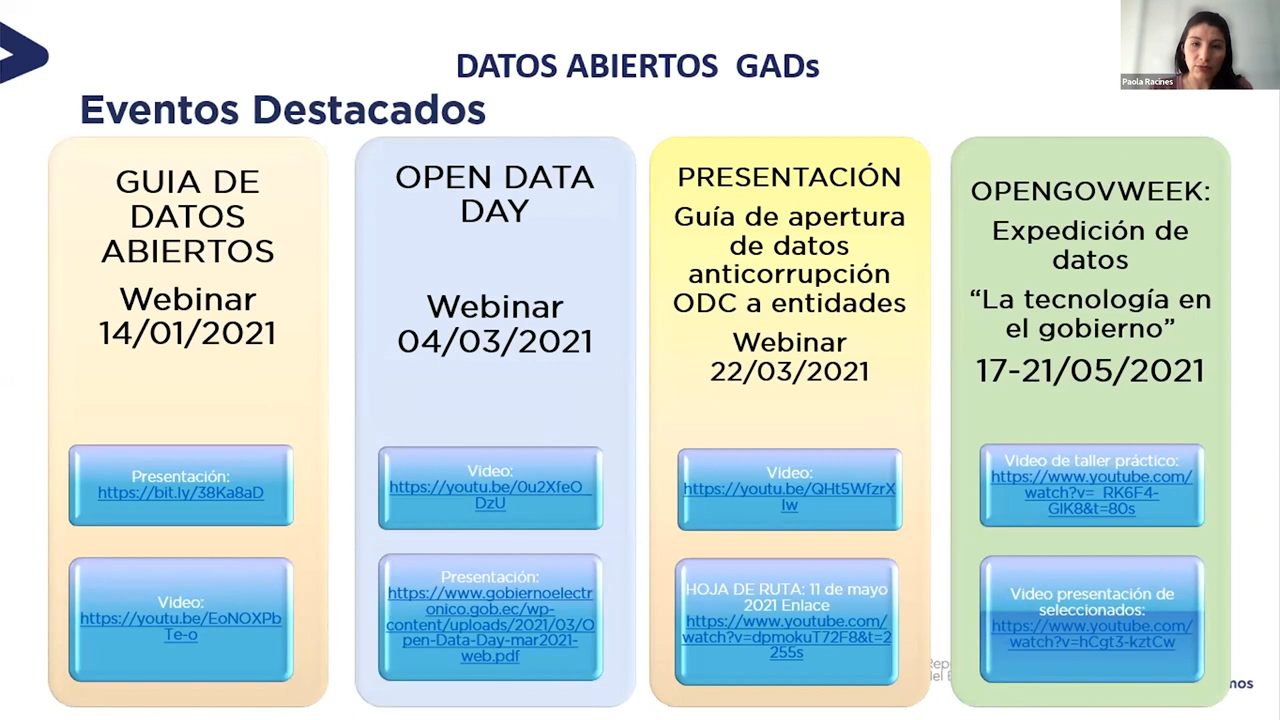 DATOS ABIERTOS GADs
Eventos Destacados
Paola Racines
GUIA DE
DATOS
ABIERTOS
Webinar
14/01/2021
Presentación:
https://bit.ly/38Ka8aD
Video:
https://youtu.be/EoNOXPb
Te-o
OPEN DATA
DAY
Webinar
04/03/2021
Video:
https://youtu.be/0u2XfeO_
DzU
Presentación:
https://www.gobiernoelectr
onico.gob.ec/wp-
content/uploads/2021/03/O
pen-Data-Day-mar2021-
web.pdf
PRESENTACIÓN
Guía de apertura
de datos
anticorrupción
ODC a entidades
Webinar
22/03/2021
Video:
https://youtu.be/QHt5WfzrX
Iw
HOJA DE RUTA: 11 de mayo
2021 Enlace
https://www.youtube.com/
watch?v=dpmokuT72F8&t=2
255s
OPENGOVWEEK:
Expedición de
datos
“La tecnología en
el gobierno”
17-21/05/2021
Video de taller práctico:
https://www.youtube.com/
watch?v=_RK6F4-
GIK8&t=80s
Video presentación de
seleccionados:
https://www.youtube.com/
watch?v=hCgt3-kztCw